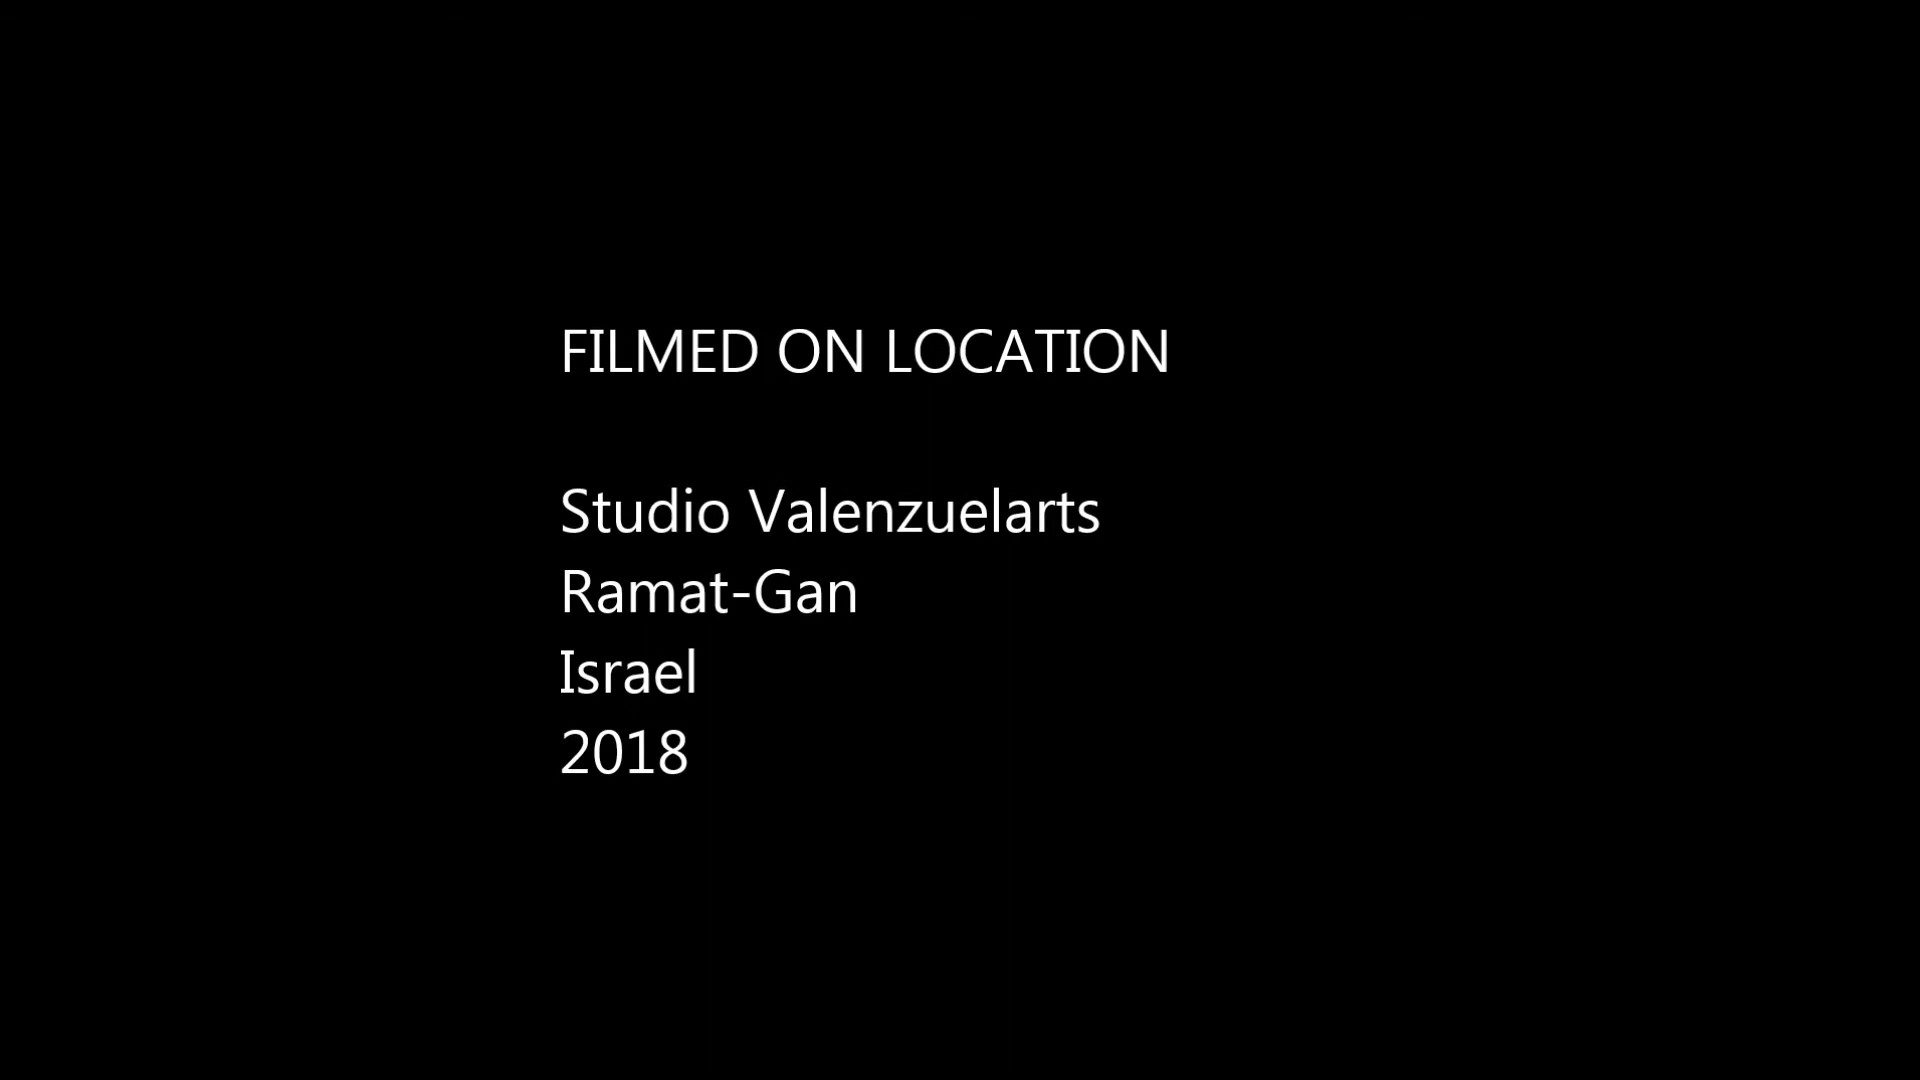 FILMED ON LOCATION
Studio Valenzuelarts
Ramat-Gan
Israel
2018